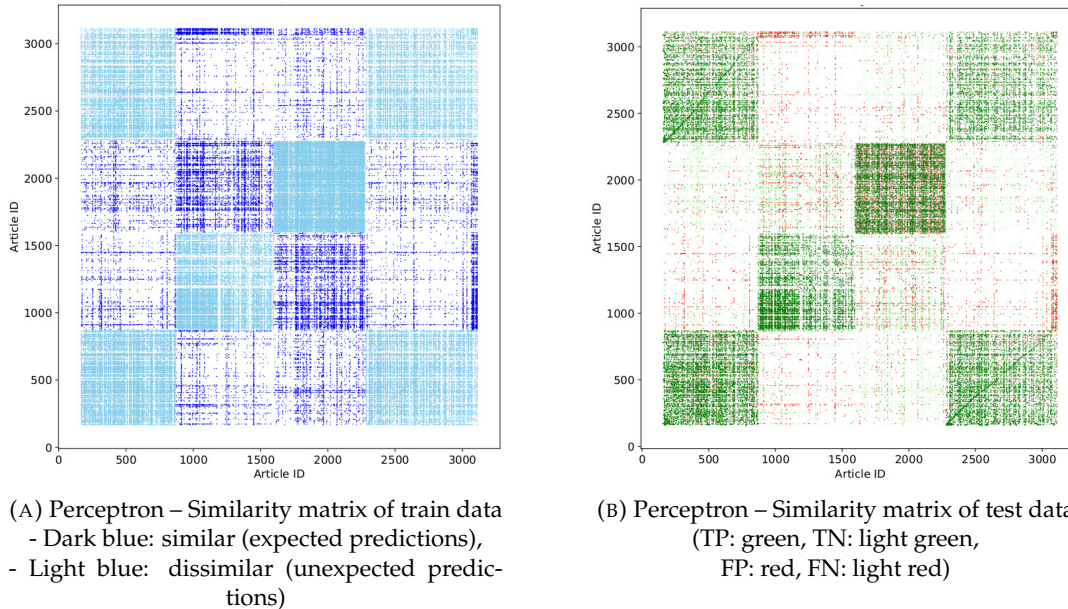 3000
2500
2000
1500
1000
500
0
Article ID
0 500 1000 1500 2000 2500 3000
Article ID
3000
2500
2000
1500
1000
500
0
Article ID
0 500 1000 1500 2000 2500 3000
Article ID
(A) Perceptron – Similarity matrix of train data
- Dark blue: similar (expected predictions),
- Light blue: dissimilar (unexpected predic-
tions)
(B) Perceptron – Similarity matrix of test data
(TP: green, TN: light green,
FP: red, FN: light red)